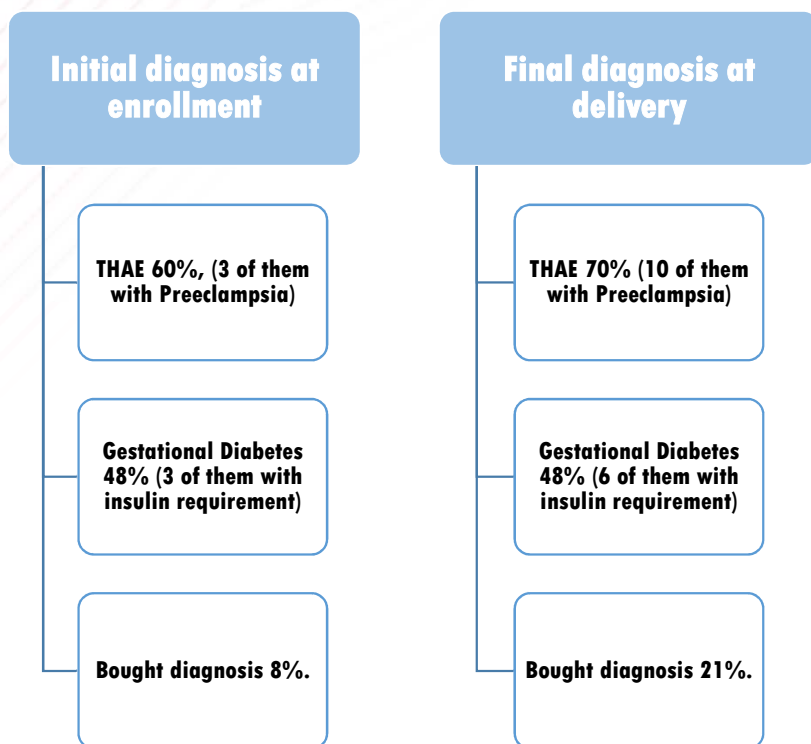 Initial diagnosis at
enrollment
THAE 60%, (3 of them
with Preeclampsia)
Gestational Diabetes
48% (3 of them with
insulin requirement)
Bought diagnosis 8%.
Final diagnosis at
delivery
THAE 70% (10 of them
with Preeclampsia)
Gestational Diabetes
48% (6 of them with
insulin requirement)
Bought diagnosis 21%.